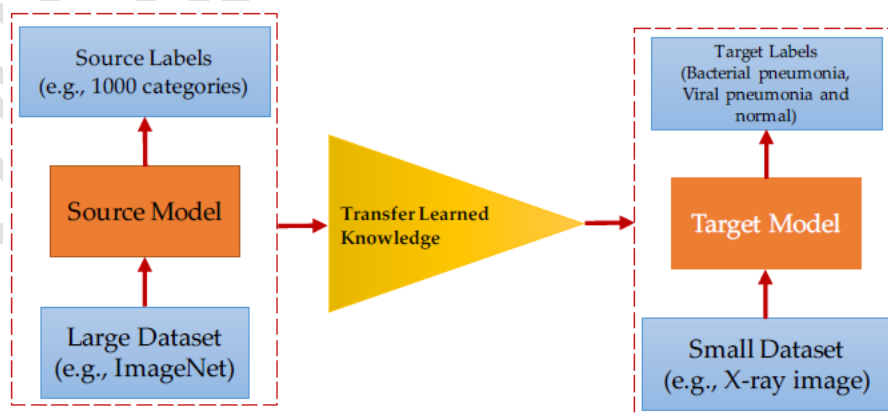 Source Labels
(e.g., 1000 categories)
Source Model
Large Dataset
(e.g., ImageNet)
Transfer Learned
Knowledge
Target Labels
(Bacterial pneumonia,
Viral pneumonia and
normal)
Target Model
Small Dataset
(e.g., X-ray image)